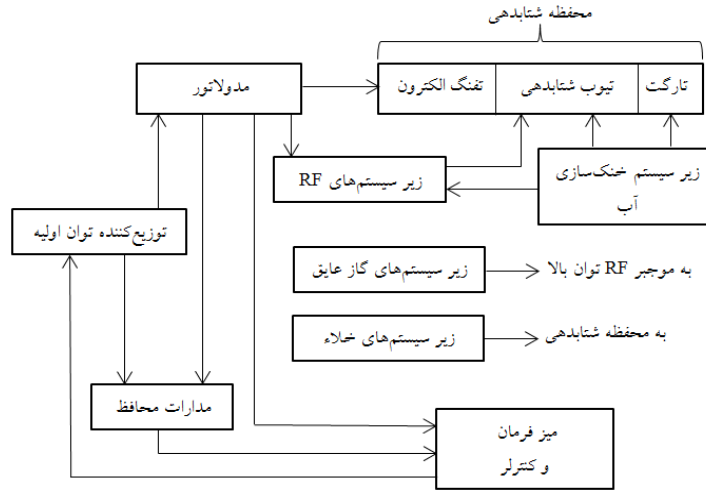 محفظه شتابدهی
مدولاتور
تفنگ الکترون
تیوب شتابدهی
تارگت
زیر سیستم‌های RF
زیر سیستم خنک‌سازی
آب
توزیع‌کننده توان اولیه
زیر سیستم‌های گاز عایق
به موجبر RF توان بالا
زیر سیستم‌های خلاء
به محفظه شتابدهی
مدارات محافظ
میز فرمان
و کنترلر